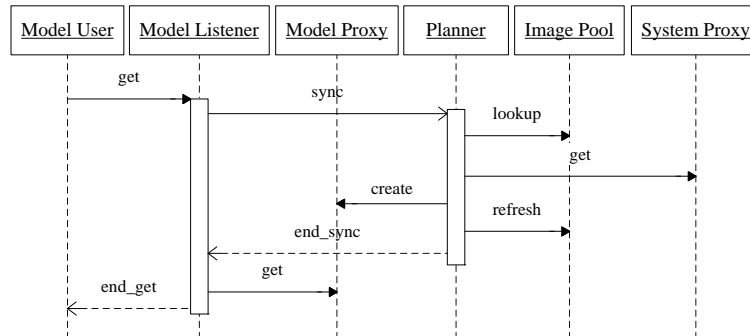 Model User Model Listener Model Proxy Planner Image Pool System Proxy
get
sync
lookup
get
create
refresh
end_sync
get
end_get